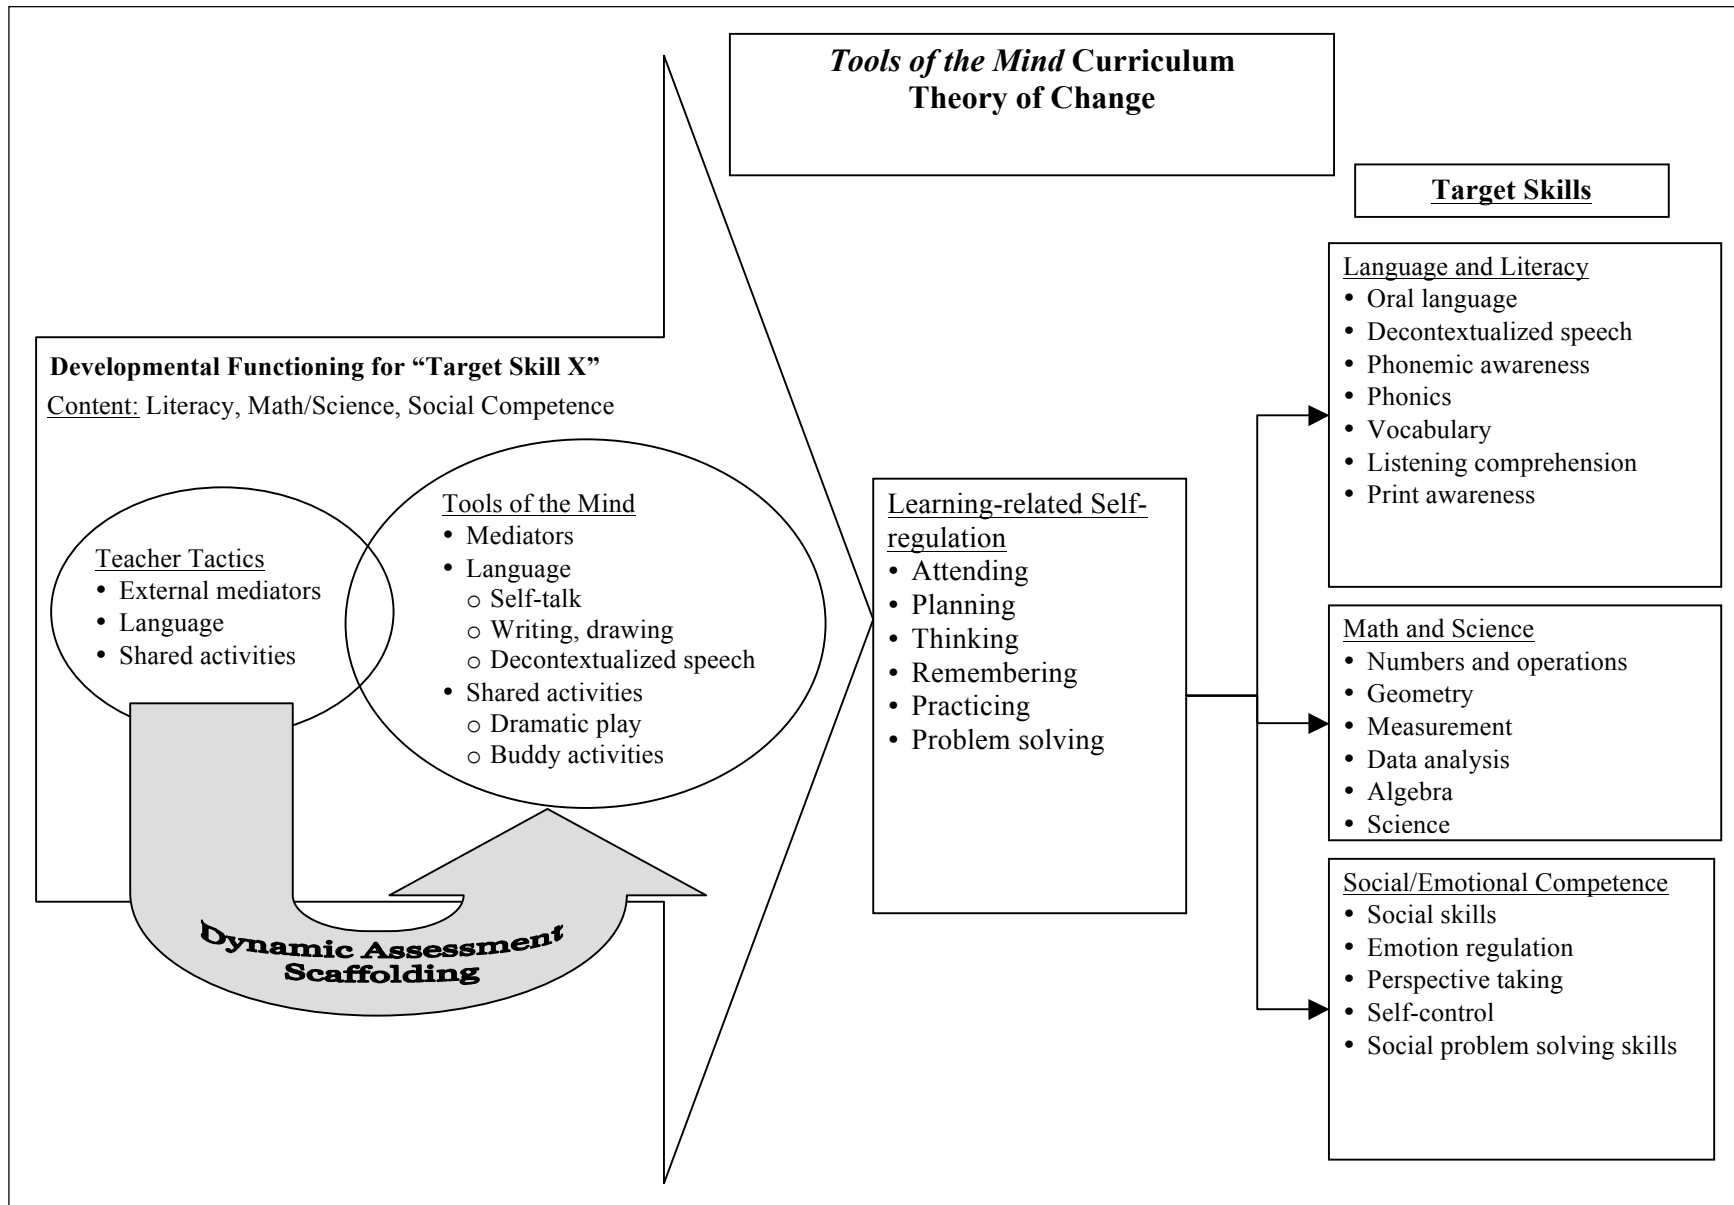 Tools of the Mind Curriculum
Theory of Change
Target Skills
Developmental Functioning for “Target Skill X”
Content: Literacy, Math/Science, Social Competence
Teacher Tactics
• External mediators
• Language
• Shared activities
Tools of the Mind
• Mediators
• Language
o Self-talk
o Writing, drawing
o Decontextualized speech
• Shared activities
o Dramatic play
o Buddy activities
Dynamic Assessment
Scaffolding
Learning-related Self-
regulation
• Attending
• Planning
• Thinking
• Remembering
• Practicing
• Problem solving
Language and Literacy
• Oral language
• Decontextualized speech
• Phonemic awareness
• Phonics
• Vocabulary
• Listening comprehension
• Print awareness
Math and Science
• Numbers and operations
• Geometry
• Measurement
• Data analysis
• Algebra
• Science
Social/Emotional Competence
• Social skills
• Emotion regulation
• Perspective taking
• Self-control
• Social problem solving skills